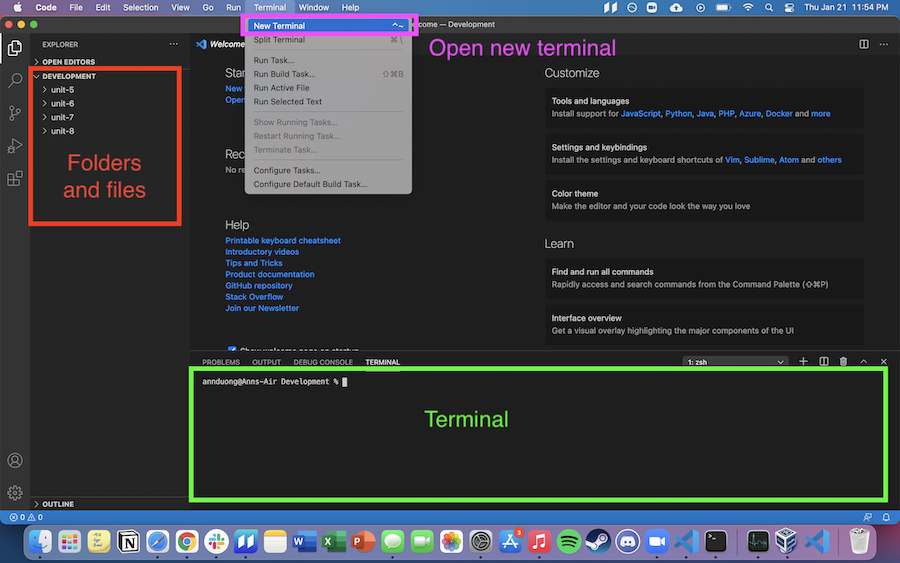 Code File Edit Selection View Go Run Terminal Window Help
Thu Jan 21 11:54 PM
New Terminal ^~
come — Development
Split Terminal ⌘\
Run Task...
Run Build Task... ⇧⌘B
Run Active File
Run Selected Text
Show Running Tasks...
Restart Running Task...
Terminate Task...
Configure Tasks...
Configure Default Build Task...
Open new terminal
EXPLORER
OPEN EDITORS
DEVELOPMENT
unit-5
unit-6
unit-7
unit-8
Folders
and files
OUTLINE
Welcome
Star
New
Open
Rec
No re
Help
Printable keyboard cheatsheet
Introductory videos
Tips and Tricks
Product documentation
GitHub repository
Stack Overflow
Join our Newsletter
Show welcome page on startup
Customize
Tools and languages
Install support for JavaScript, Python, Java, PHP, Azure, Docker and more
Settings and keybindings
Install the settings and keyboard shortcuts of Vim, Sublime, Atom and others
Color theme
Make the editor and your code look the way you love
Learn
Find and run all commands
Rapidly access and search commands from the Command Palette (⇧⌘P)
Interface overview
Get a visual overlay highlighting the major components of the UI
PROBLEMS OUTPUT DEBUG CONSOLE TERMINAL
1: zsh
annduong@Anns-Air Development %
Terminal
0 0